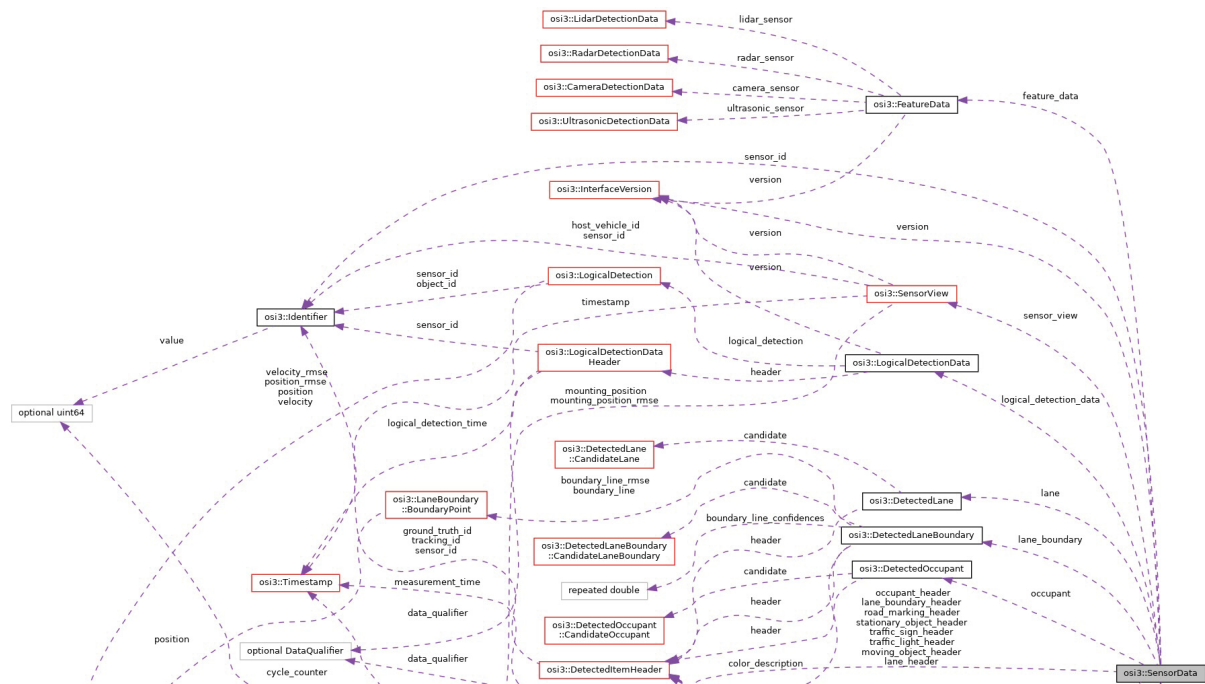 osi3::LidarDetectionData
lidar_sensor
osi3::RadarDetectionData
radar_sensor
osi3::CameraDetectionData
camera_sensor
osi3::FeatureData
feature_data
osi3::UltrasonicDetectionData
ultrasonic_sensor
sensor_id
osi3::InterfaceVersion
version
host_vehicle_id
sensor_id
version
version
sensor_id
object_id
osi3::LogicalDetection
version
timestamp
osi3::SensorView
osi3::Identifier
sensor_id
sensor_view
value
osi3::LogicalDetectionData
Header
logical_detection
header
osi3::LogicalDetectionData
velocity_rmse
position_rmse
position
velocity
mounting_position
mounting_position_rmse
logical_detection_data
optional uint64
logical_detection_time
osi3::DetectedLane
::CandidateLane
candidate
boundary_line_rmse
boundary_line
candidate
osi3::LaneBoundary
::BoundaryPoint
osi3::DetectedLane
lane
ground_truth_id
tracking_id
sensor_id
boundary_line_confidences
osi3::DetectedLaneBoundary
::CandidateLaneBoundary
header
osi3::DetectedLaneBoundary
lane_boundary
osi3::Timestamp
measurement_time
repeated double
candidate
osi3::DetectedOccupant
occupant
data_qualifier
header
occupant_header
lane_boundary_header
road_marking_header
stationary_object_header
traffic_sign_header
traffic_light_header
moving_object_header
lane_header
position
osi3::DetectedOccupant
::CandidateOccupant
header
optional DataQualifier
data_qualifier
cycle_counter
osi3::DetectedItemHeader
color_description
osi3::SensorData